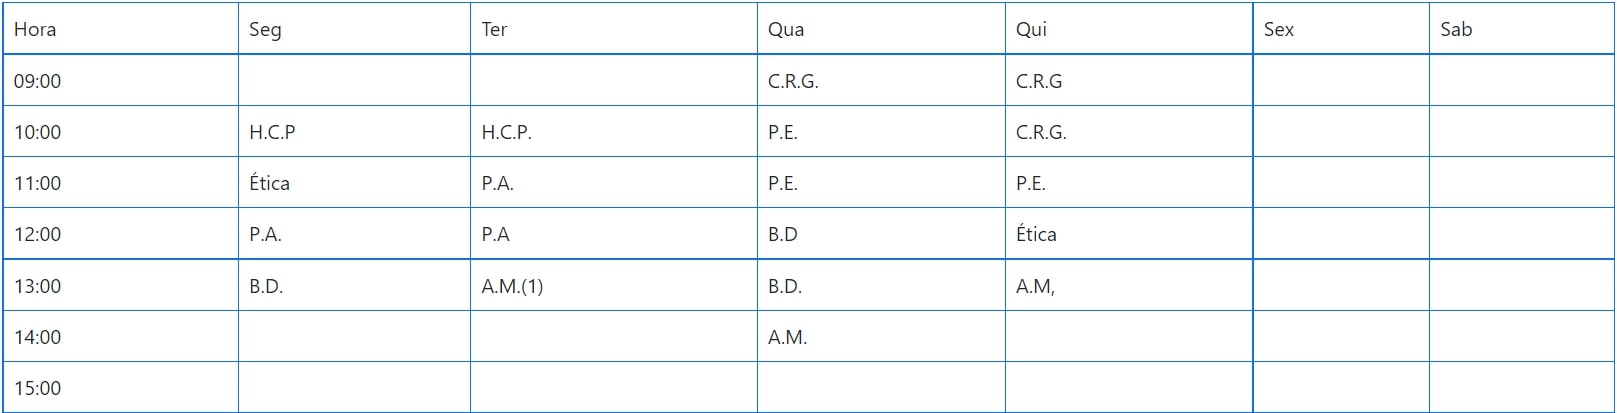 Hora Seg Ter Qua Qui Sex Sab
09:00 C.R.G. C.R.G
10:00 H.C.P H.C.P. P.E. C.R.G.
11:00 Ética P.A. P.E. P.E.
12:00 P.A. P.A B.D Ética
13:00 B.D. A.M.(1) B.D. A.M,
14:00 A.M.
15:00